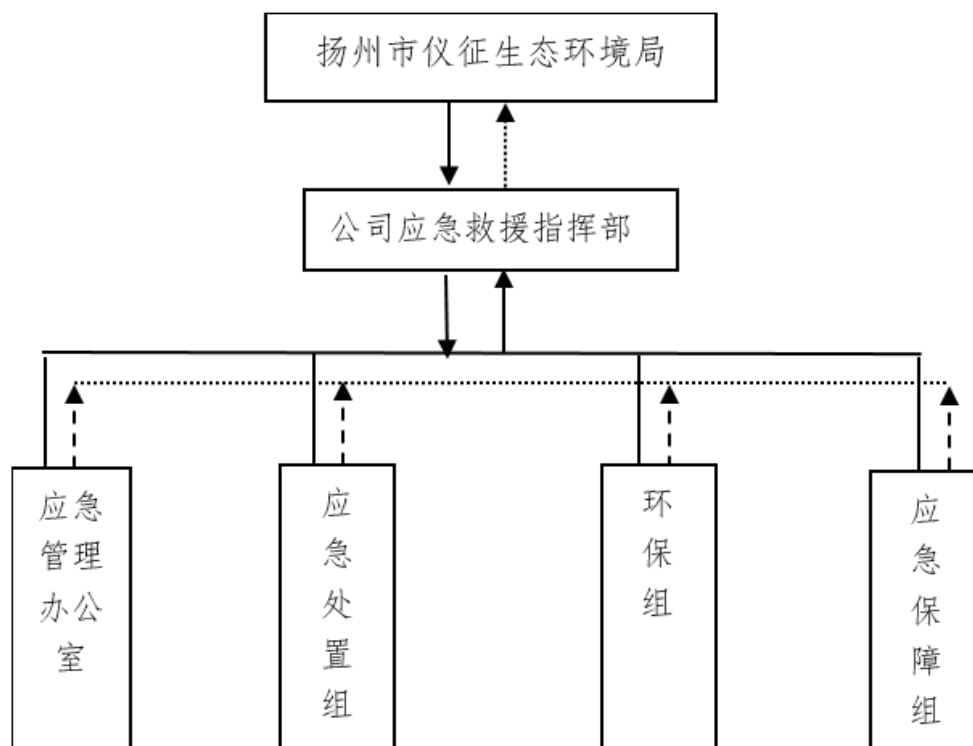 扬州市仪征生态环境局
公司应急救援指挥部
应急
管理
办公
室
应
急
处
置
组
环
保
组
应
急
保
障
组